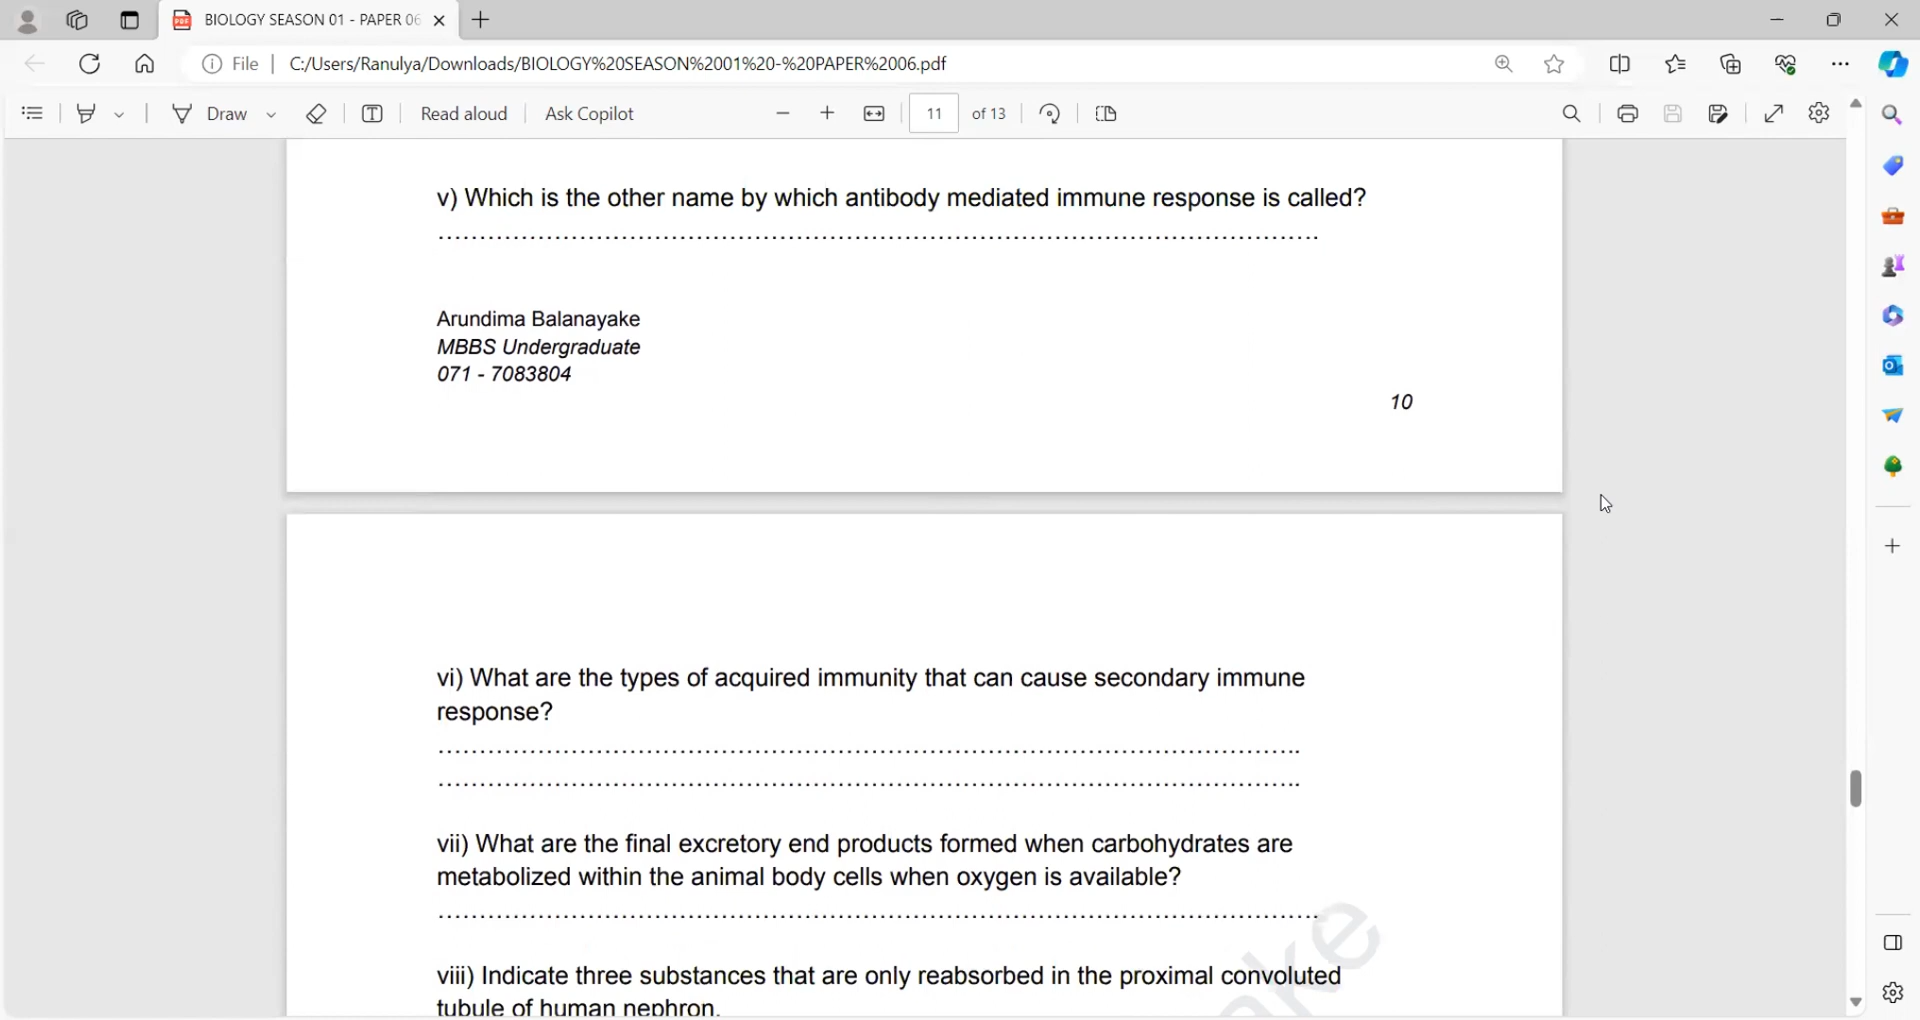 BIOLOGY SEASON 01 - PAPER 06
File
C:/Users/Ranulya/Downloads/BIOLOGY%20SEASON%2001%20-%20PAPER%2006.pdf
Draw
Read aloud
Ask Copilot
11
of 13
v) Which is the other name by which antibody mediated immune response is called?
Arundima Balanayake
MBBS Undergraduate
071 - 7083804
10
vi) What are the types of acquired immunity that can cause secondary immune
response?
vii) What are the final excretory end products formed when carbohydrates are
metabolized within the animal body cells when oxygen is available?
viii) Indicate three substances that are only reabsorbed in the proximal convoluted
tubule of human nephron.
ake